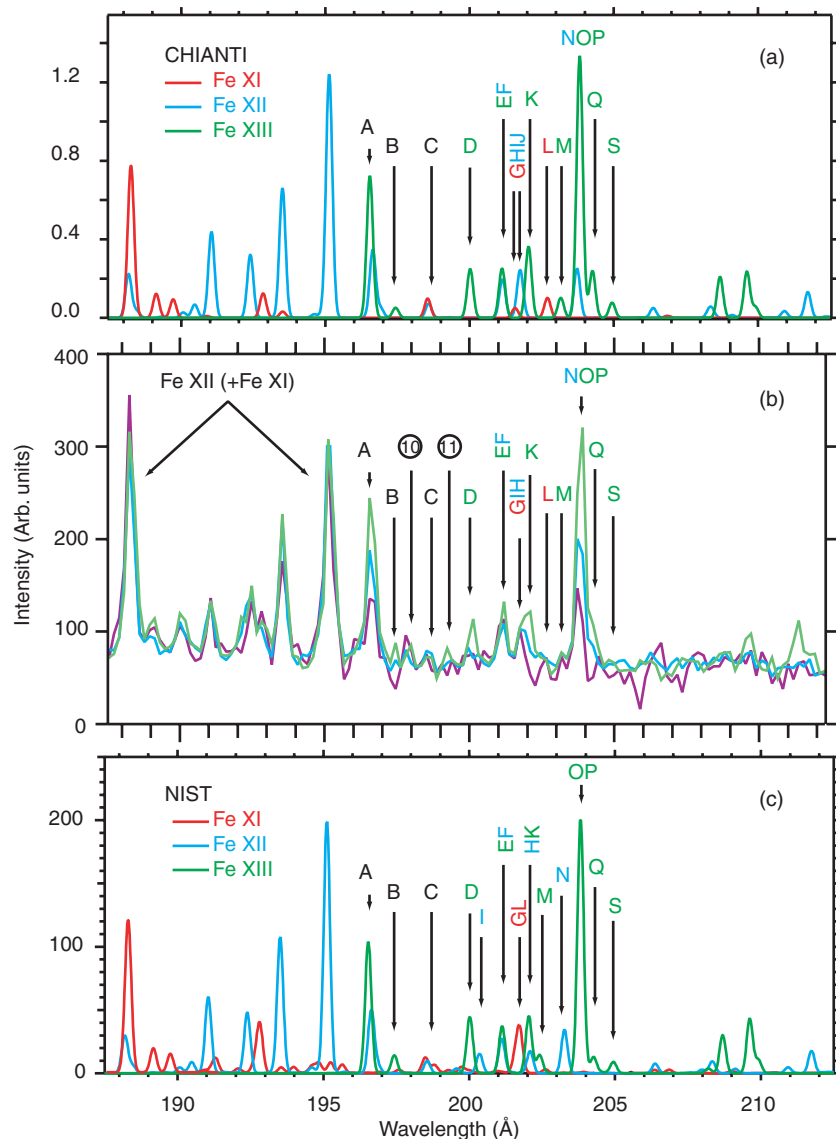 CHIANTI
Fe XI
Fe XII
Fe XIII
(a)
A
B
C
D
EF
GHIJ
K
L
M
NOP
Q
S
1.2
0.8
0.4
0.0
Fe XII (+Fe XI)
(b)
A
B
10
C
11
D
EF
GIH
K
L
M
NOP
Q
S
400
300
200
100
0
Intensity (Arb. units)
NIST
Fe XI
Fe XII
Fe XIII
(c)
A
B
C
D
I
EF
GL
HK
M
N
OP
Q
S
200
100
0
190
195
200
205
210
Wavelength (Å)